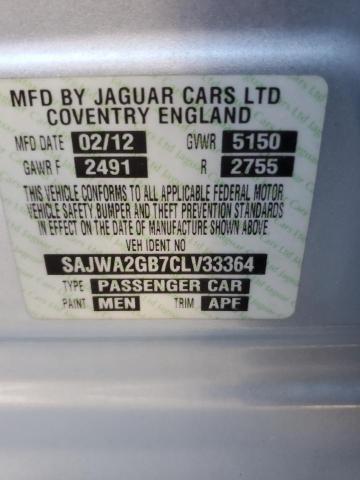 MFD BY JAGUAR CARS LTD
COVENTRY ENGLAND
MFD DATE 02/12 GVWR 5150
GAWR F 2491 R 2755
THIS VEHICLE CONFORMS TO ALL APPLICABLE FEDERAL MOTOR
VEHICLE SAFETY, BUMPER AND THEFT PREVENTION STANDARDS
IN EFFECT ON THE DATE OF MANUFACTURE SHOWN ABOVE
VEH IDENT NO
SAJWA2GB7CLV33364
TYPE PASSENGER CAR
PAINT MEN TRIM APF